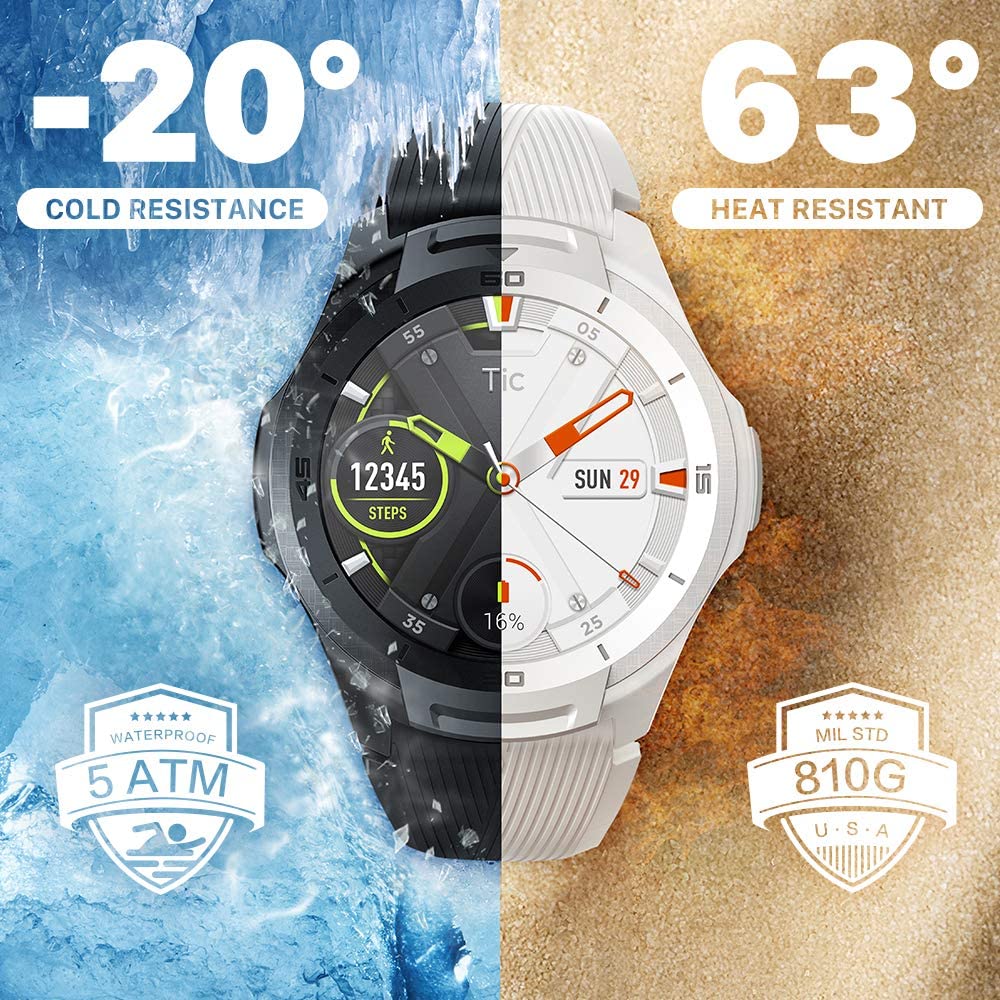 -20°
COLD RESISTANCE
63°
HEAT RESISTANT
60
55
05
Tic
45
12345
STEPS
SUN 29
15
35
16%
25
30
WATERPROOF
5 ATM
MIL STD
810G
U·S·A